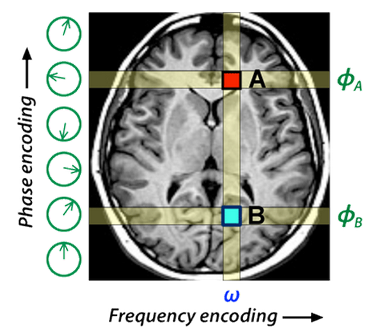 Phase encoding
A
ϕA
B
ϕB
ω
Frequency encoding